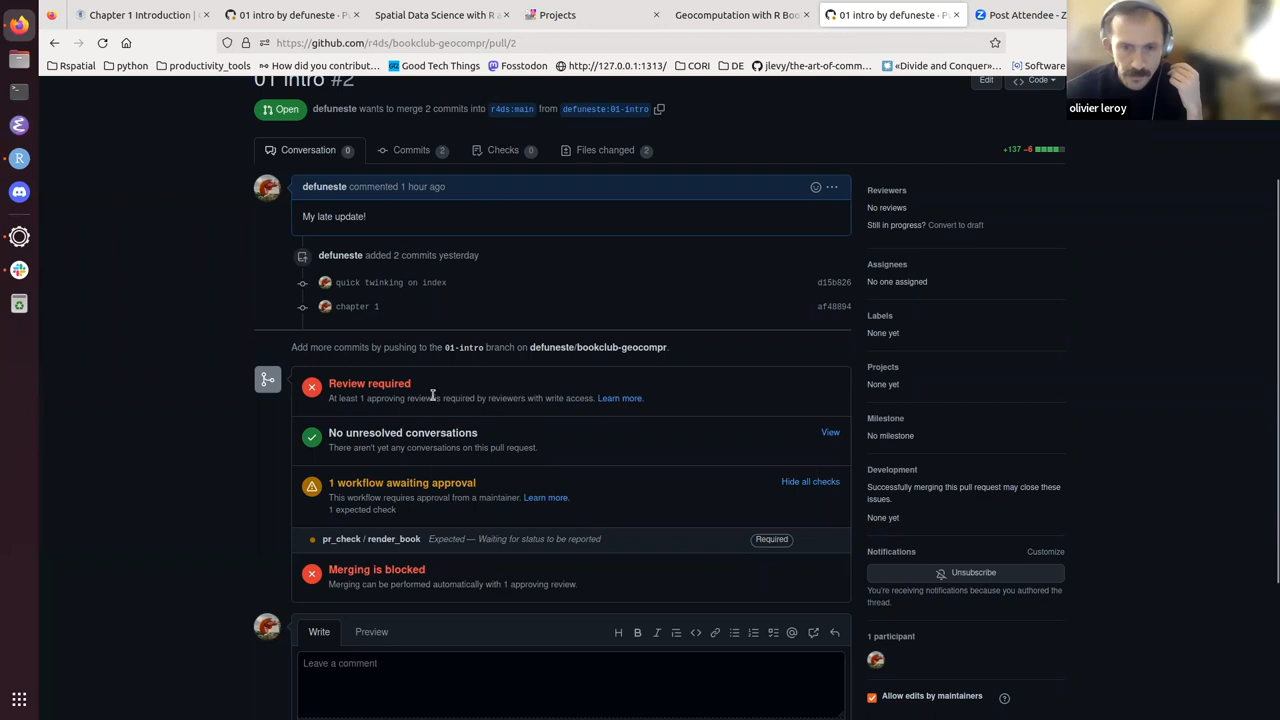 Chapter 1 Introduction |
01 intro by defuneste · P
Spatial Data Science with R a
Projects
Geocomputation with R Boo
01 intro by defuneste · P
Post Attendee - Z
https://github.com/r4ds/bookclub-geocompr/pull/2
Rspatial
python
productivity_tools
How did you contribut...
Good Tech Things
Fosstodon
http://127.0.0.1:1313/
CORI
DE
jlevy/the-art-of-comm...
«Divide and Conquer»...
Software
olivier leroy
01 intro #2
Edit
Code
Open
defuneste wants to merge 2 commits into r4ds:main from defuneste:01-intro
Conversation 0
Commits 2
Checks 0
Files changed 2
+137 −6
defuneste commented 1 hour ago
My late update!
defuneste added 2 commits yesterday
quick twinking on index
d15b826
chapter 1
af48894
Add more commits by pushing to the 01-intro branch on defuneste/bookclub-geocompr.
Review required
At least 1 approving review is required by reviewers with write access. Learn more.
No unresolved conversations
There aren't yet any conversations on this pull request.
View
1 workflow awaiting approval
This workflow requires approval from a maintainer. Learn more.
1 expected check
Hide all checks
pr_check / render_book Expected — Waiting for status to be reported
Required
Merging is blocked
Merging can be performed automatically with 1 approving review.
Write
Preview
Leave a comment
Reviewers
No reviews
Still in progress? Convert to draft
Assignees
No one assigned
Labels
None yet
Projects
None yet
Milestone
No milestone
Development
Successfully merging this pull request may close these
issues.
None yet
Notifications
Customize
Unsubscribe
You're receiving notifications because you authored the
thread.
1 participant
Allow edits by maintainers